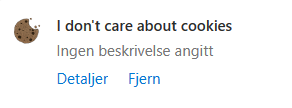 I don't care about cookies
Ingen beskrivelse angitt
Detaljer Fjern